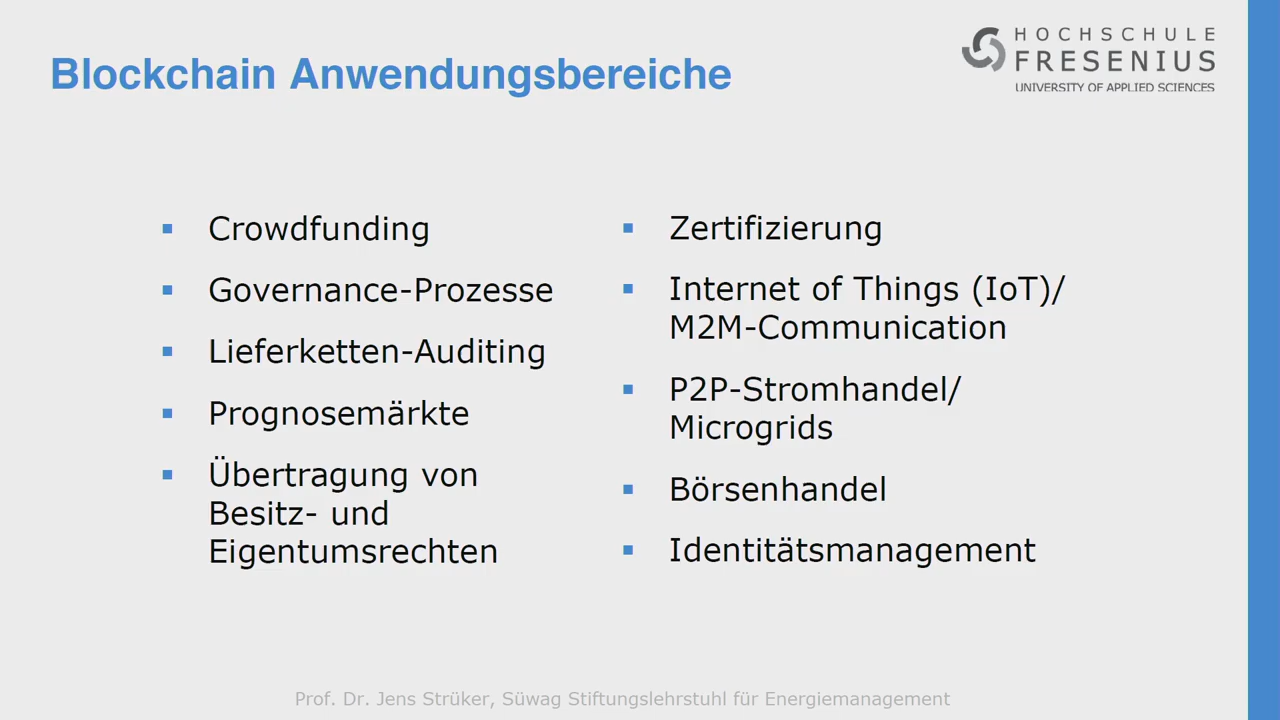 Blockchain Anwendungsbereiche
HOCHSCHULE
FRESENIUS
UNIVERSITY OF APPLIED SCIENCES
Crowdfunding
Governance-Prozesse
Lieferketten-Auditing
Prognosemärkte
Übertragung von
Besitz- und
Eigentumsrechten
Zertifizierung
Internet of Things (IoT)/
M2M-Communication
P2P-Stromhandel/
Microgrids
Börsenhandel
Identitätsmanagement
Prof. Dr. Jens Strüker, Süwag Stiftungslehrstuhl für Energiemanagement